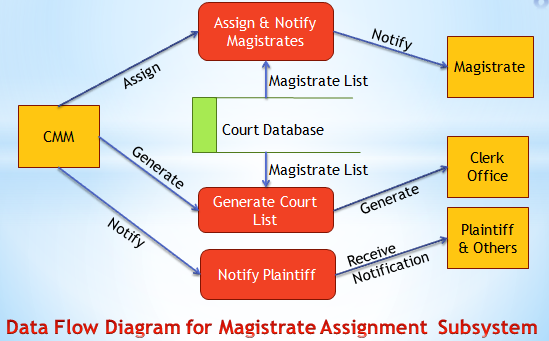 Assign & Notify
Magistrates
Notify
Magistrate
Assign
Magistrate List
CMM
Court Database
Magistrate List
Clerk
Office
Generate
Generate Court
List
Generate
Plaintiff
& Others
Notify
Notify Plaintiff
Receive
Notification
Data Flow Diagram for Magistrate Assignment Subsystem